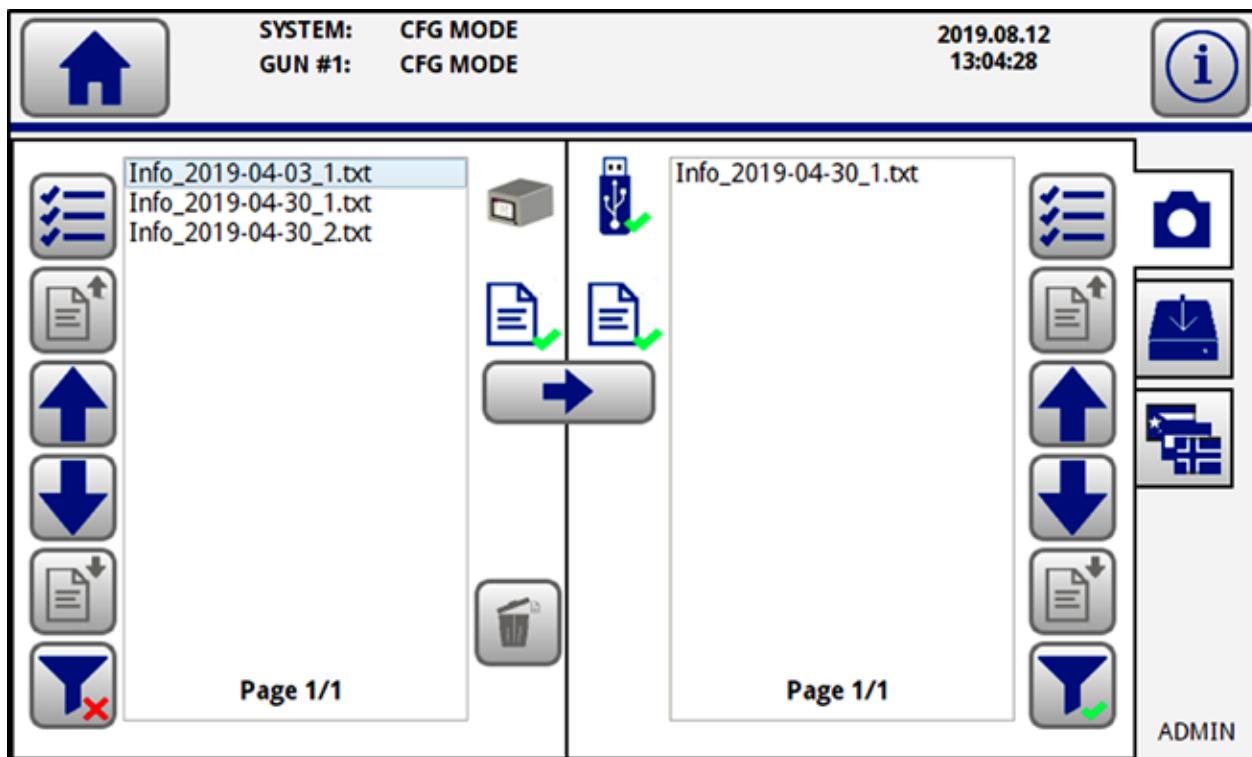 SYSTEM: CFG MODE
GUN #1: CFG MODE
2019.08.12
13:04:28
Info_2019-04-03_1.txt
Info_2019-04-30_1.txt
Info_2019-04-30_2.txt
Page 1/1
Info_2019-04-30_1.txt
Page 1/1
ADMIN